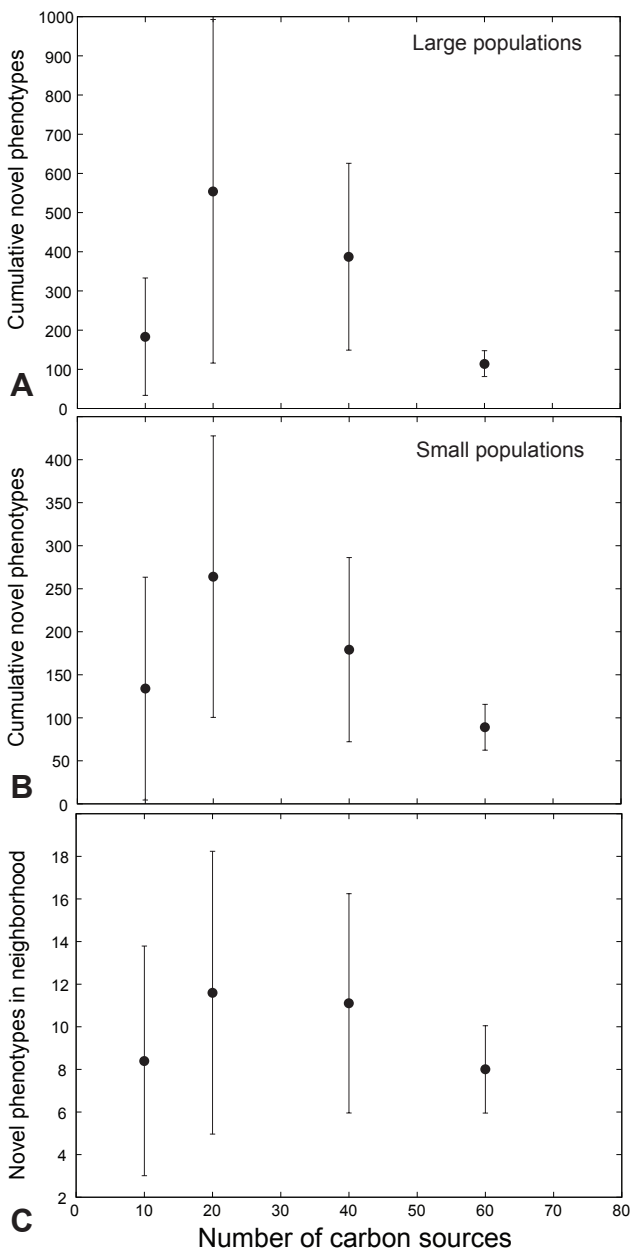 1000
900
800
700
600
500
400
300
200
100
0
Cumulative novel phenotypes
Large populations
A
400
350
300
250
200
150
100
50
0
Cumulative novel phenotypes
Small populations
B
18
16
14
12
10
8
6
4
2
Novel phenotypes in neighborhood
C
0 10 20 30 40 50 60 70 80
Number of carbon sources